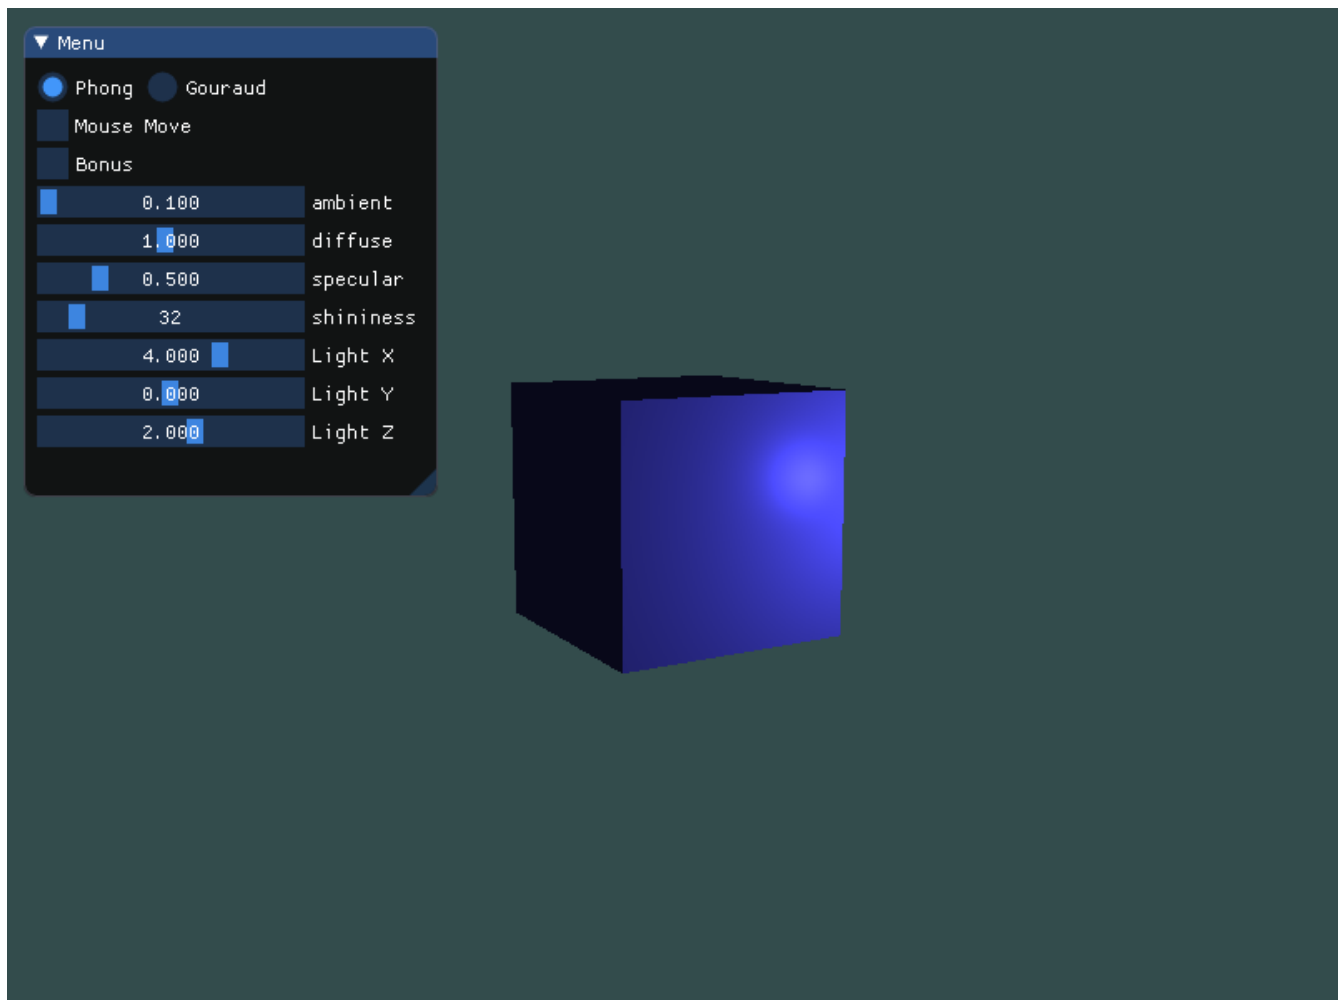 Menu
Phong Gouraud
Mouse Move
Bonus
0.100 ambient
1.000 diffuse
0.500 specular
32 shininess
4.000 Light X
0.000 Light Y
2.000 Light Z